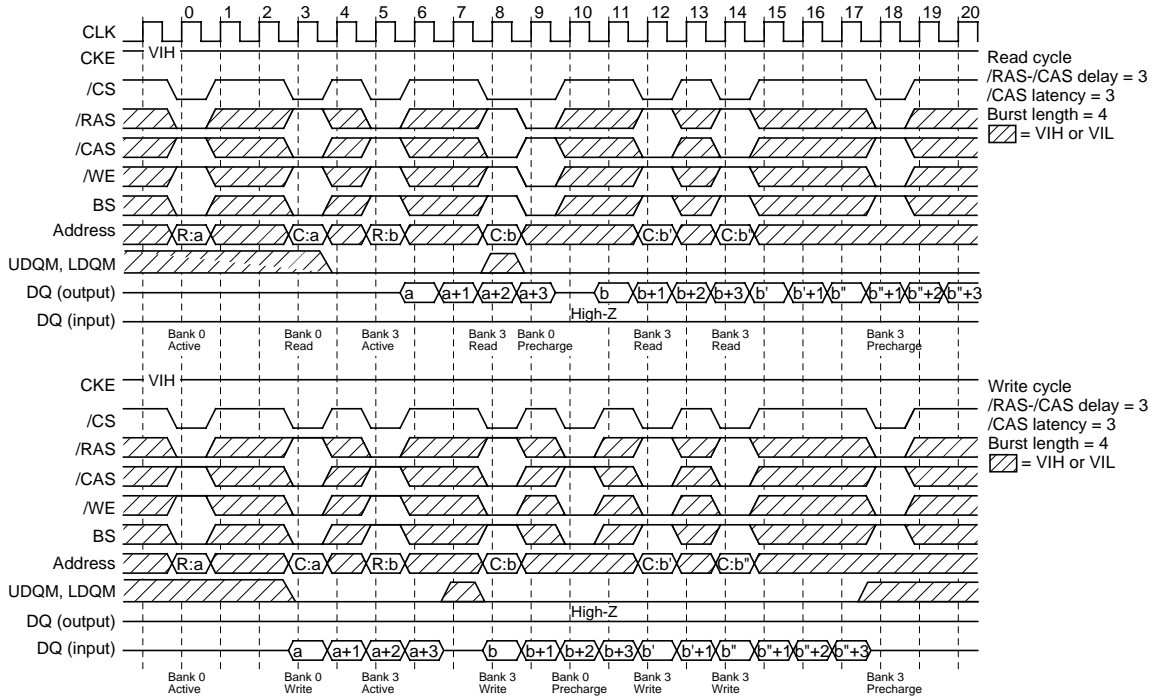 0 1 2 3 4 5 6 7 8 9 10 11 12 13 14 15 16 17 18 19 20
CLK
CKE VIH
/CS
/RAS
/CAS
/WE
BS
Address R:a C:a R:b C:b C:b' C:b"
UDQM, LDQM
DQ (output) a a+1 a+2 a+3 b b+1 b+2 b+3 b' b'+1 b" b"+1 b"+2 b"+3
High-Z
DQ (input)
Bank 0 Bank 0 Bank 3 Bank 3 Bank 0 Bank 3 Bank 3 Bank 3
Active Read Active Read Precharge Read Read Precharge
Read cycle
/RAS-/CAS delay = 3
/CAS latency = 3
Burst length = 4
= VIH or VIL
CKE VIH
/CS
/RAS
/CAS
/WE
BS
Address R:a C:a R:b C:b C:b' C:b"
UDQM, LDQM
High-Z
DQ (output)
DQ (input) a a+1 a+2 a+3 b b+1 b+2 b+3 b' b'+1 b" b"+1 b"+2 b"+3
Bank 0 Bank 0 Bank 3 Bank 3 Bank 0 Bank 3 Bank 3 Bank 3
Active Write Active Write Precharge Write Write Precharge
Write cycle
/RAS-/CAS delay = 3
/CAS latency = 3
Burst length = 4
= VIH or VIL